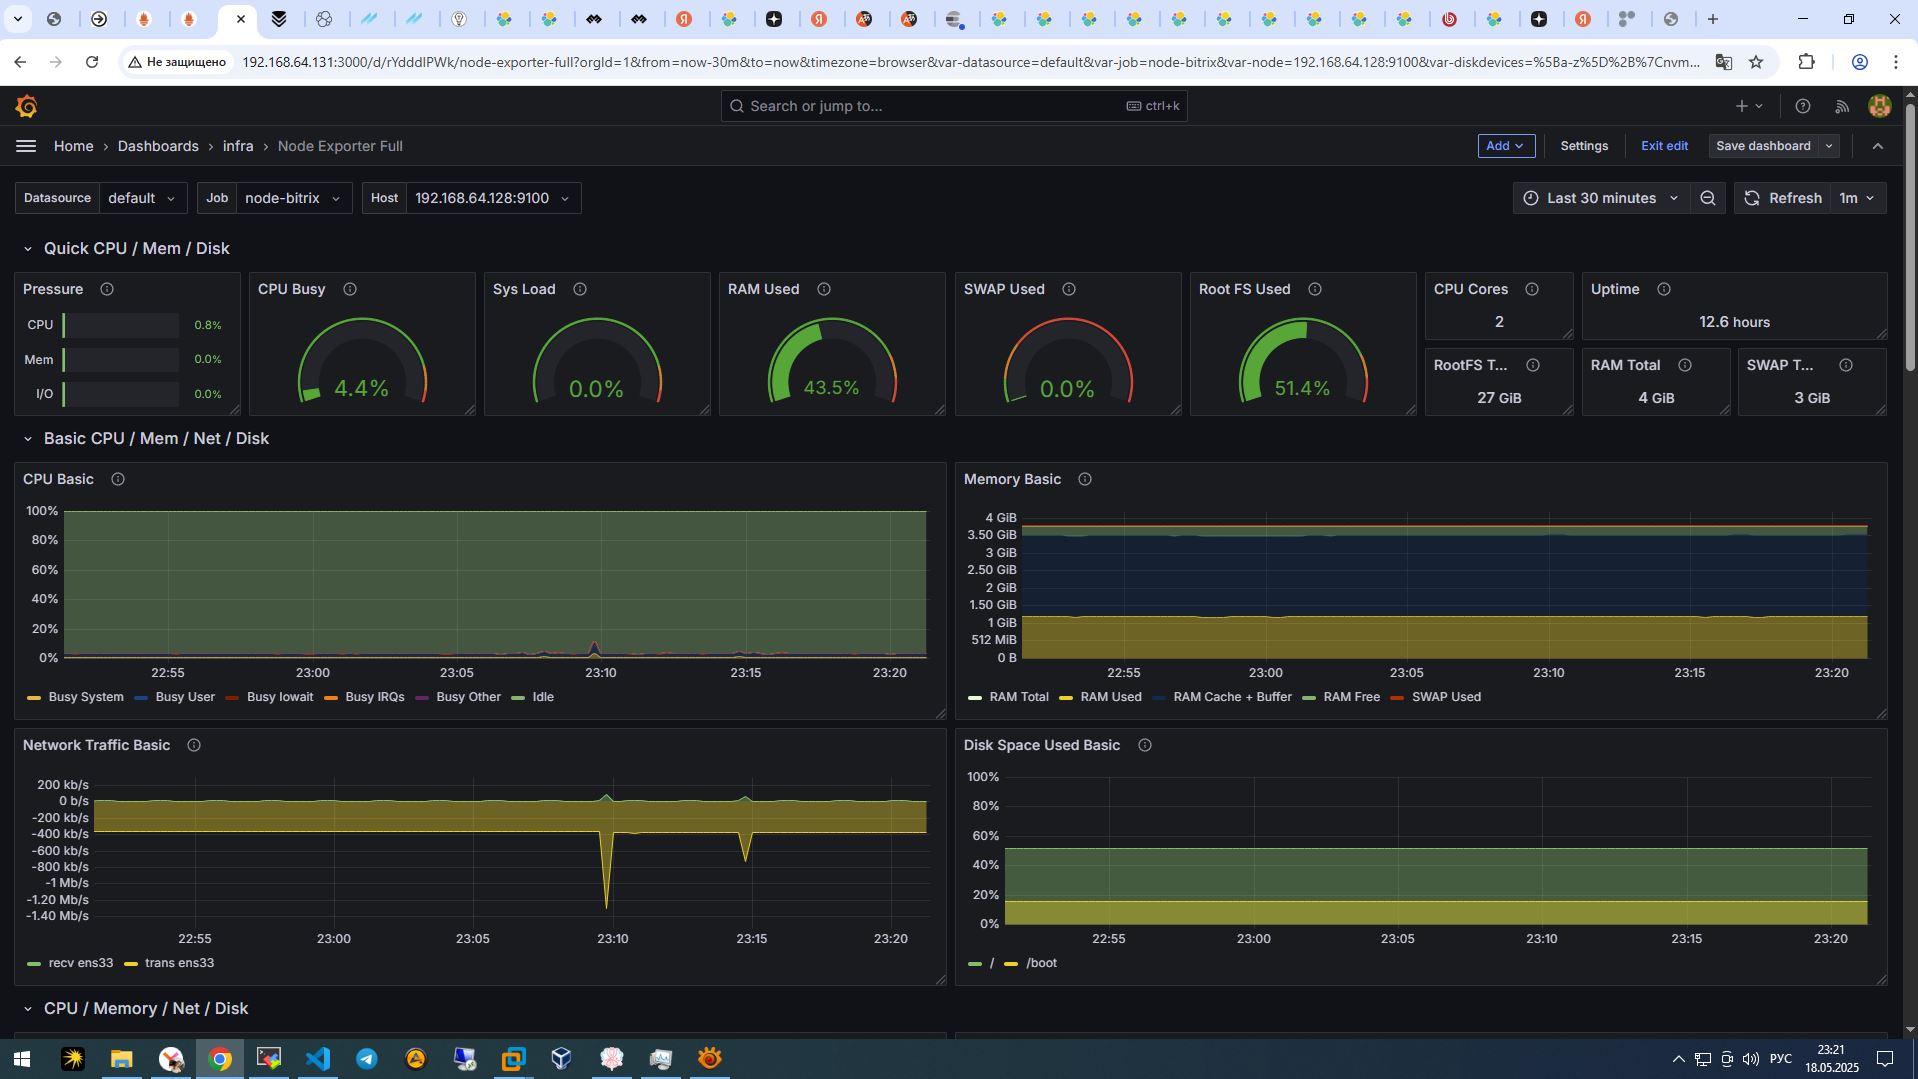 Не защищено
192.168.64.131:3000/d/rYdddlPWk/node-exporter-full?orgId=1&from=now-30m&to=now&timezone=browser&var-datasource=default&var-job=node-bitrix&var-node=192.168.64.128:9100&var-diskdevices=%5Ba-z%5D%2B%7Cnvm...
Search or jump to...
ctrl+k
Home › Dashboards › infra › Node Exporter Full
Add
Settings
Exit edit
Save dashboard
Datasource default
Job node-bitrix
Host 192.168.64.128:9100
Last 30 minutes
Refresh 1m
Quick CPU / Mem / Disk
Pressure
CPU 0.8%
Mem 0.0%
I/O 0.0%
CPU Busy
4.4%
Sys Load
0.0%
RAM Used
43.5%
SWAP Used
0.0%
Root FS Used
51.4%
CPU Cores
2
Uptime
12.6 hours
RootFS T...
27 GiB
RAM Total
4 GiB
SWAP T...
3 GiB
Basic CPU / Mem / Net / Disk
CPU Basic
100%
80%
60%
40%
20%
0%
22:55 23:00 23:05 23:10 23:15 23:20
Busy System Busy User Busy Iowait Busy IRQs Busy Other Idle
Memory Basic
4 GiB
3.50 GiB
3 GiB
2.50 GiB
2 GiB
1.50 GiB
1 GiB
512 MiB
0 B
22:55 23:00 23:05 23:10 23:15 23:20
RAM Total RAM Used RAM Cache + Buffer RAM Free SWAP Used
Network Traffic Basic
200 kb/s
0 b/s
-200 kb/s
-400 kb/s
-600 kb/s
-800 kb/s
-1 Mb/s
-1.20 Mb/s
-1.40 Mb/s
22:55 23:00 23:05 23:10 23:15 23:20
recv ens33 trans ens33
Disk Space Used Basic
100%
80%
60%
40%
20%
0%
22:55 23:00 23:05 23:10 23:15 23:20
/ /boot
CPU / Memory / Net / Disk
РУС
23:21
18.05.2025